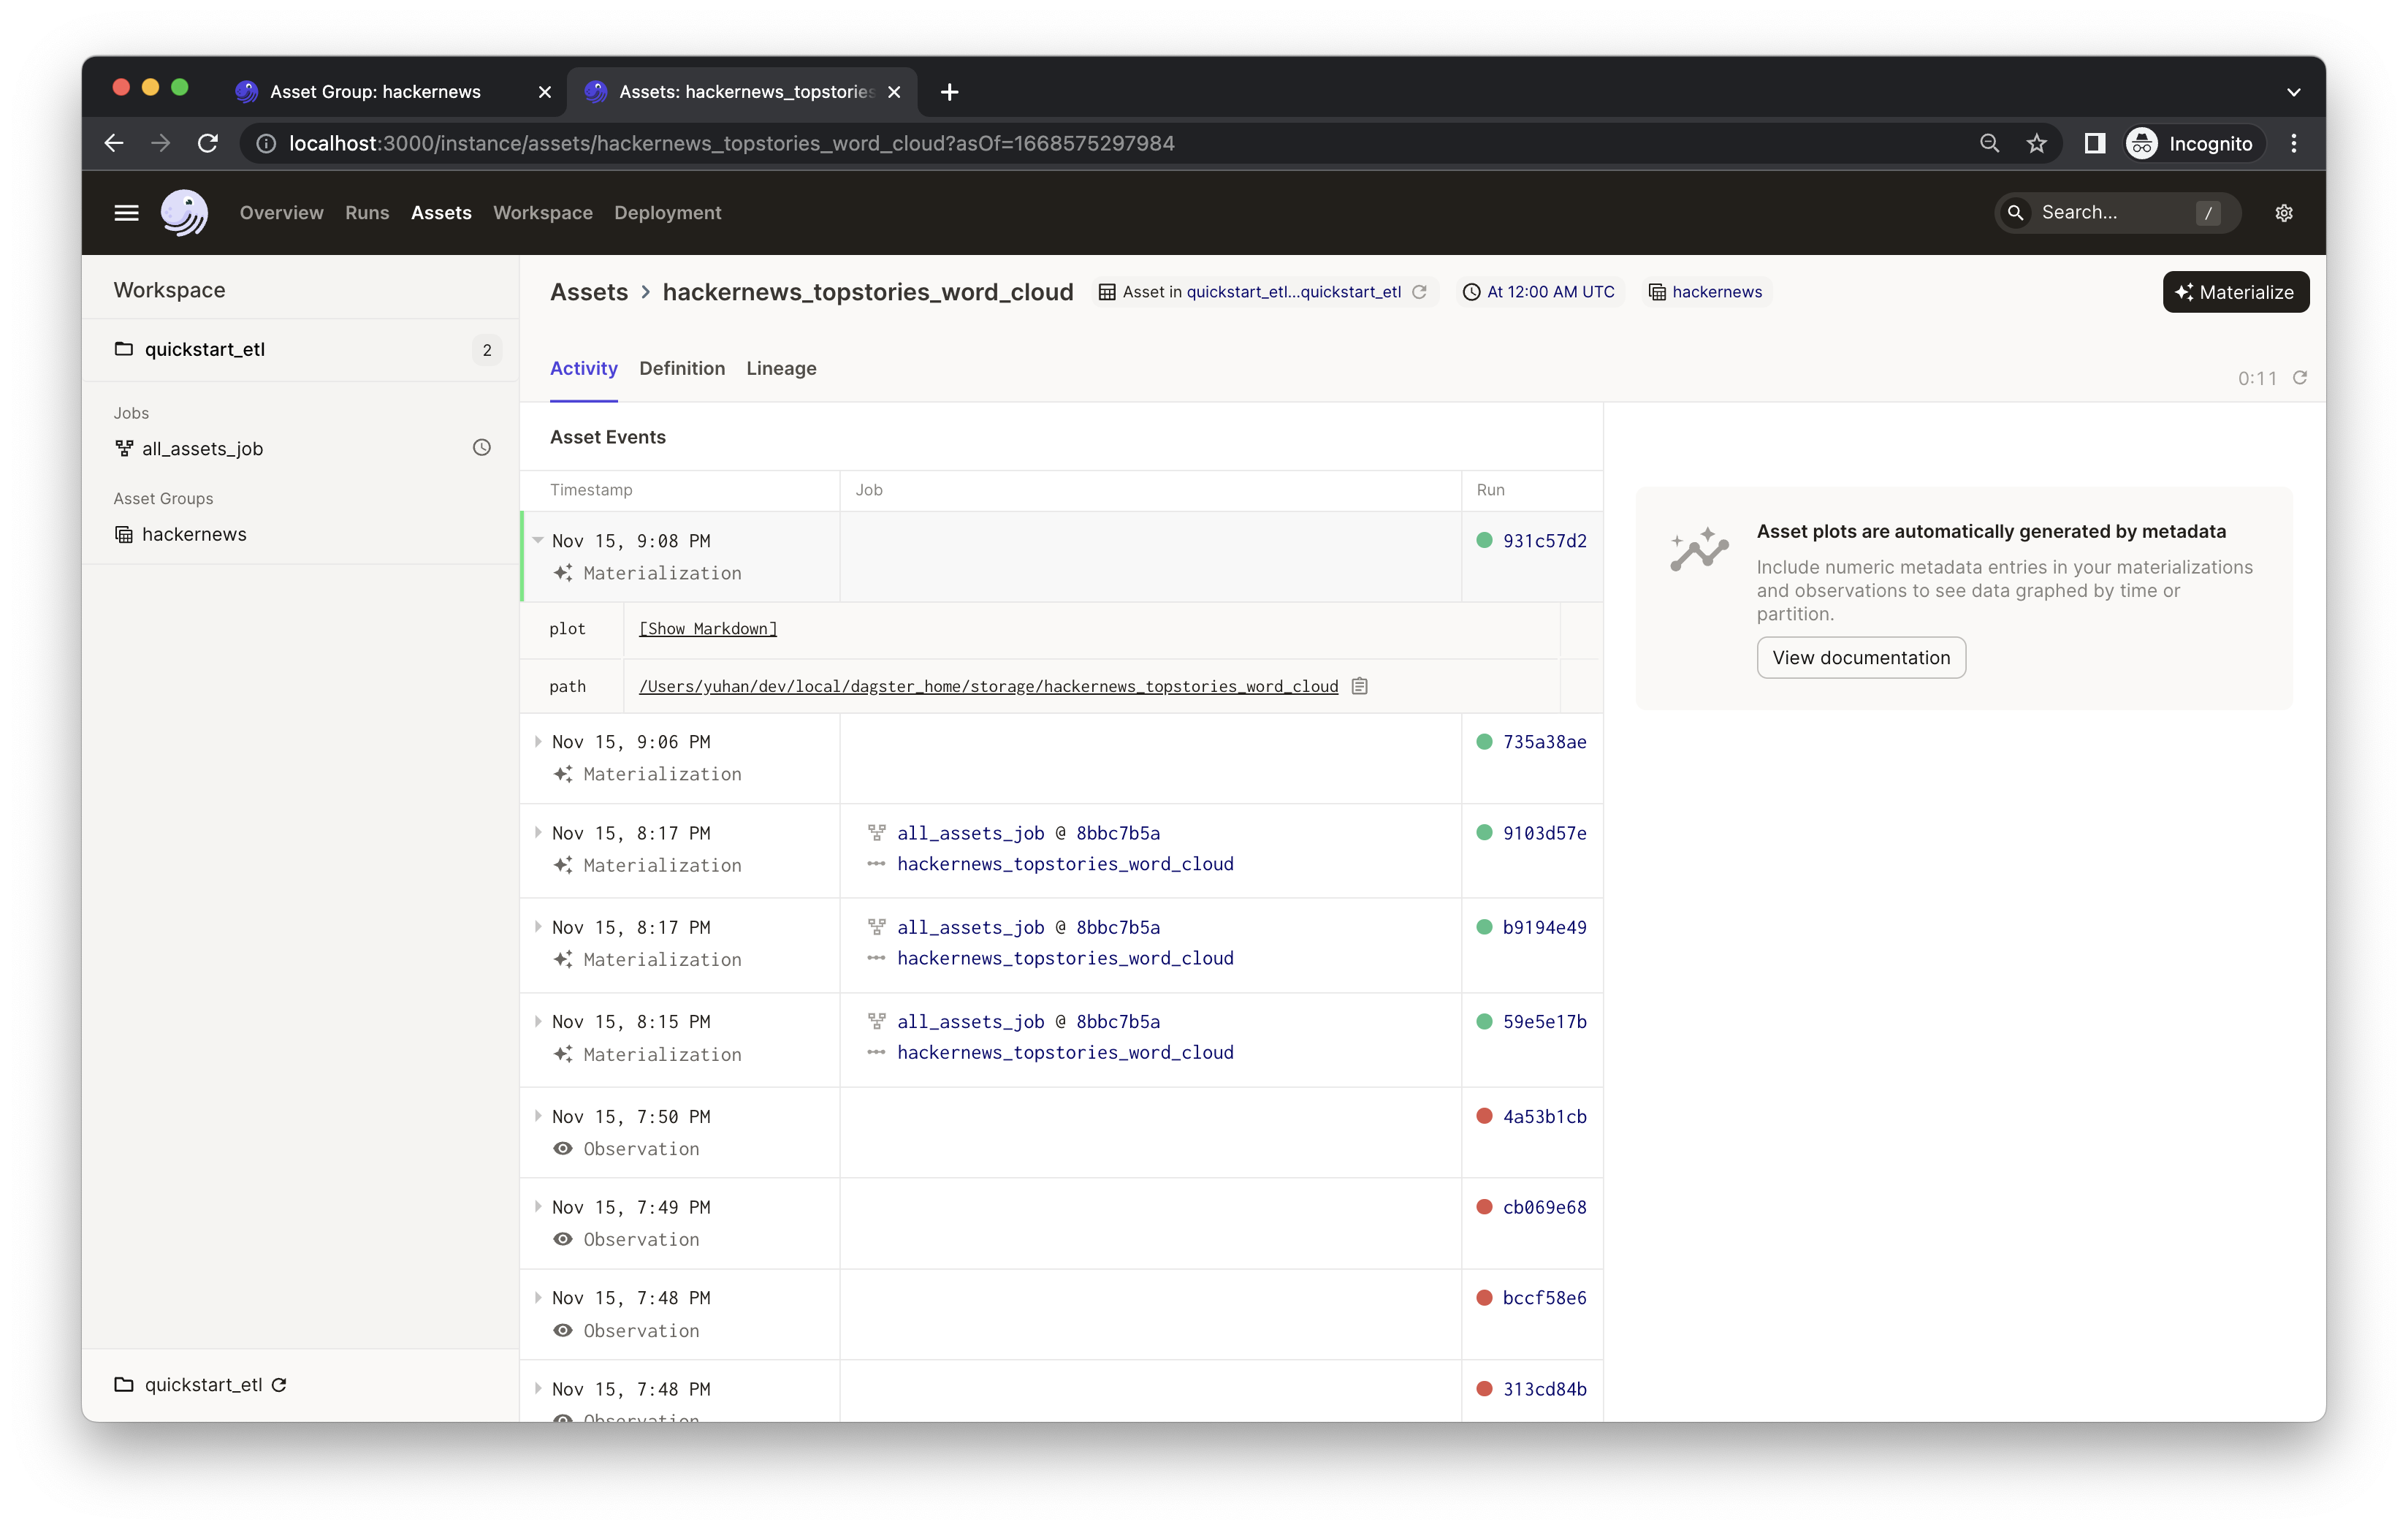 Asset Group: hackernews
Assets: hackernews_topstories
localhost:3000/instance/assets/hackernews_topstories_word_cloud?asOf=1668575297984
Incognito
Overview Runs Assets Workspace Deployment
Search... /
Workspace
quickstart_etl 2
Jobs
all_assets_job
Asset Groups
hackernews
quickstart_etl
Assets > hackernews_topstories_word_cloud Asset in quickstart_etl...quickstart_etl At 12:00 AM UTC hackernews
Materialize
Activity Definition Lineage
0:11
Asset Events
Timestamp Job Run
Nov 15, 9:08 PM 931c57d2
Materialization
plot [Show Markdown]
path /Users/yuhan/dev/local/dagster_home/storage/hackernews_topstories_word_cloud
Nov 15, 9:06 PM 735a38ae
Materialization
Nov 15, 8:17 PM all_assets_job @ 8bbc7b5a 9103d57e
Materialization hackernews_topstories_word_cloud
Nov 15, 8:17 PM all_assets_job @ 8bbc7b5a b9194e49
Materialization hackernews_topstories_word_cloud
Nov 15, 8:15 PM all_assets_job @ 8bbc7b5a 59e5e17b
Materialization hackernews_topstories_word_cloud
Nov 15, 7:50 PM 4a53b1cb
Observation
Nov 15, 7:49 PM cb069e68
Observation
Nov 15, 7:48 PM bccf58e6
Observation
Nov 15, 7:48 PM 313cd84b
Observation
Asset plots are automatically generated by metadata
Include numeric metadata entries in your materializations
and observations to see data graphed by time or
partition.
View documentation